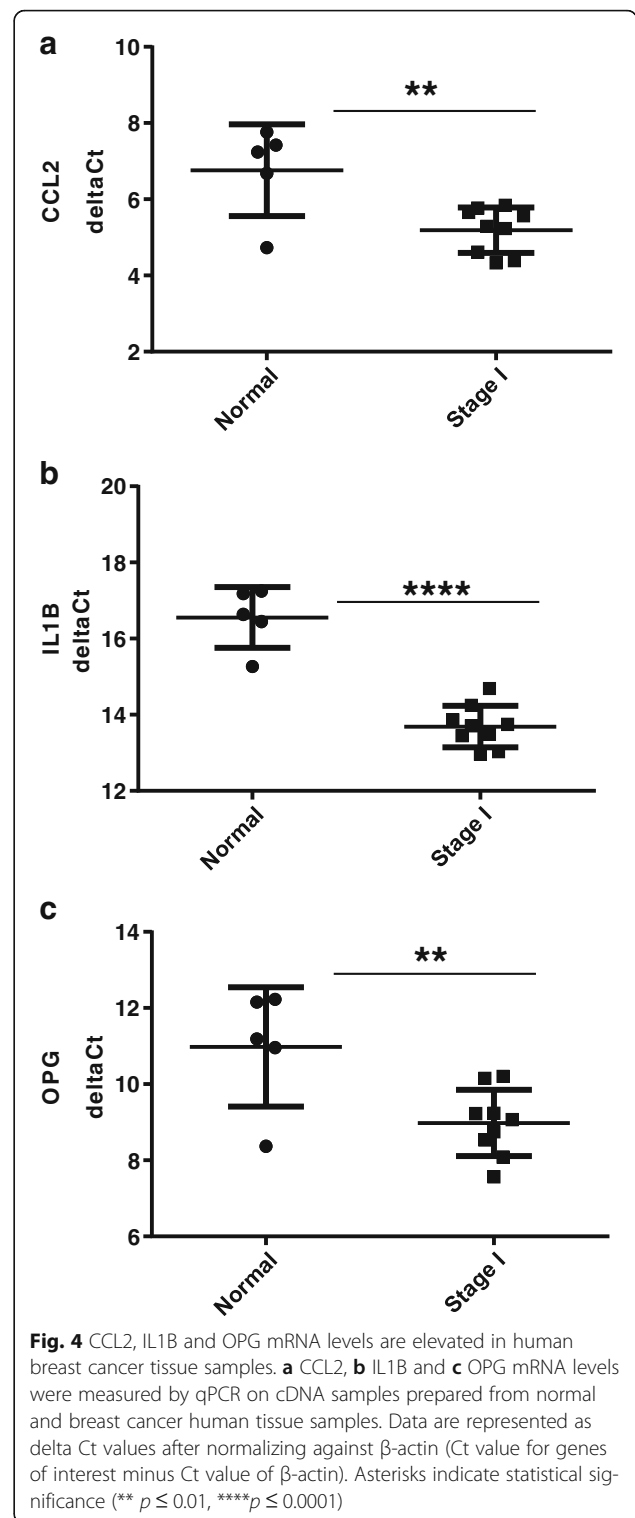 a
10
8
6
4
2
CCL2
deltaCt
**
Normal
Stage I
b
20
18
16
14
12
IL1B
deltaCt
****
Normal
Stage I
c
14
12
10
8
6
OPG
deltaCt
**
Normal
Stage I
Fig. 4 CCL2, IL1B and OPG mRNA levels are elevated in human
breast cancer tissue samples. a CCL2, b IL1B and c OPG mRNA levels
were measured by qPCR on cDNA samples prepared from normal
and breast cancer human tissue samples. Data are represented as
delta Ct values after normalizing against β-actin (Ct value for genes
of interest minus Ct value of β-actin). Asterisks indicate statistical sig-
nificance (** p ≤ 0.01, ****p ≤ 0.0001)